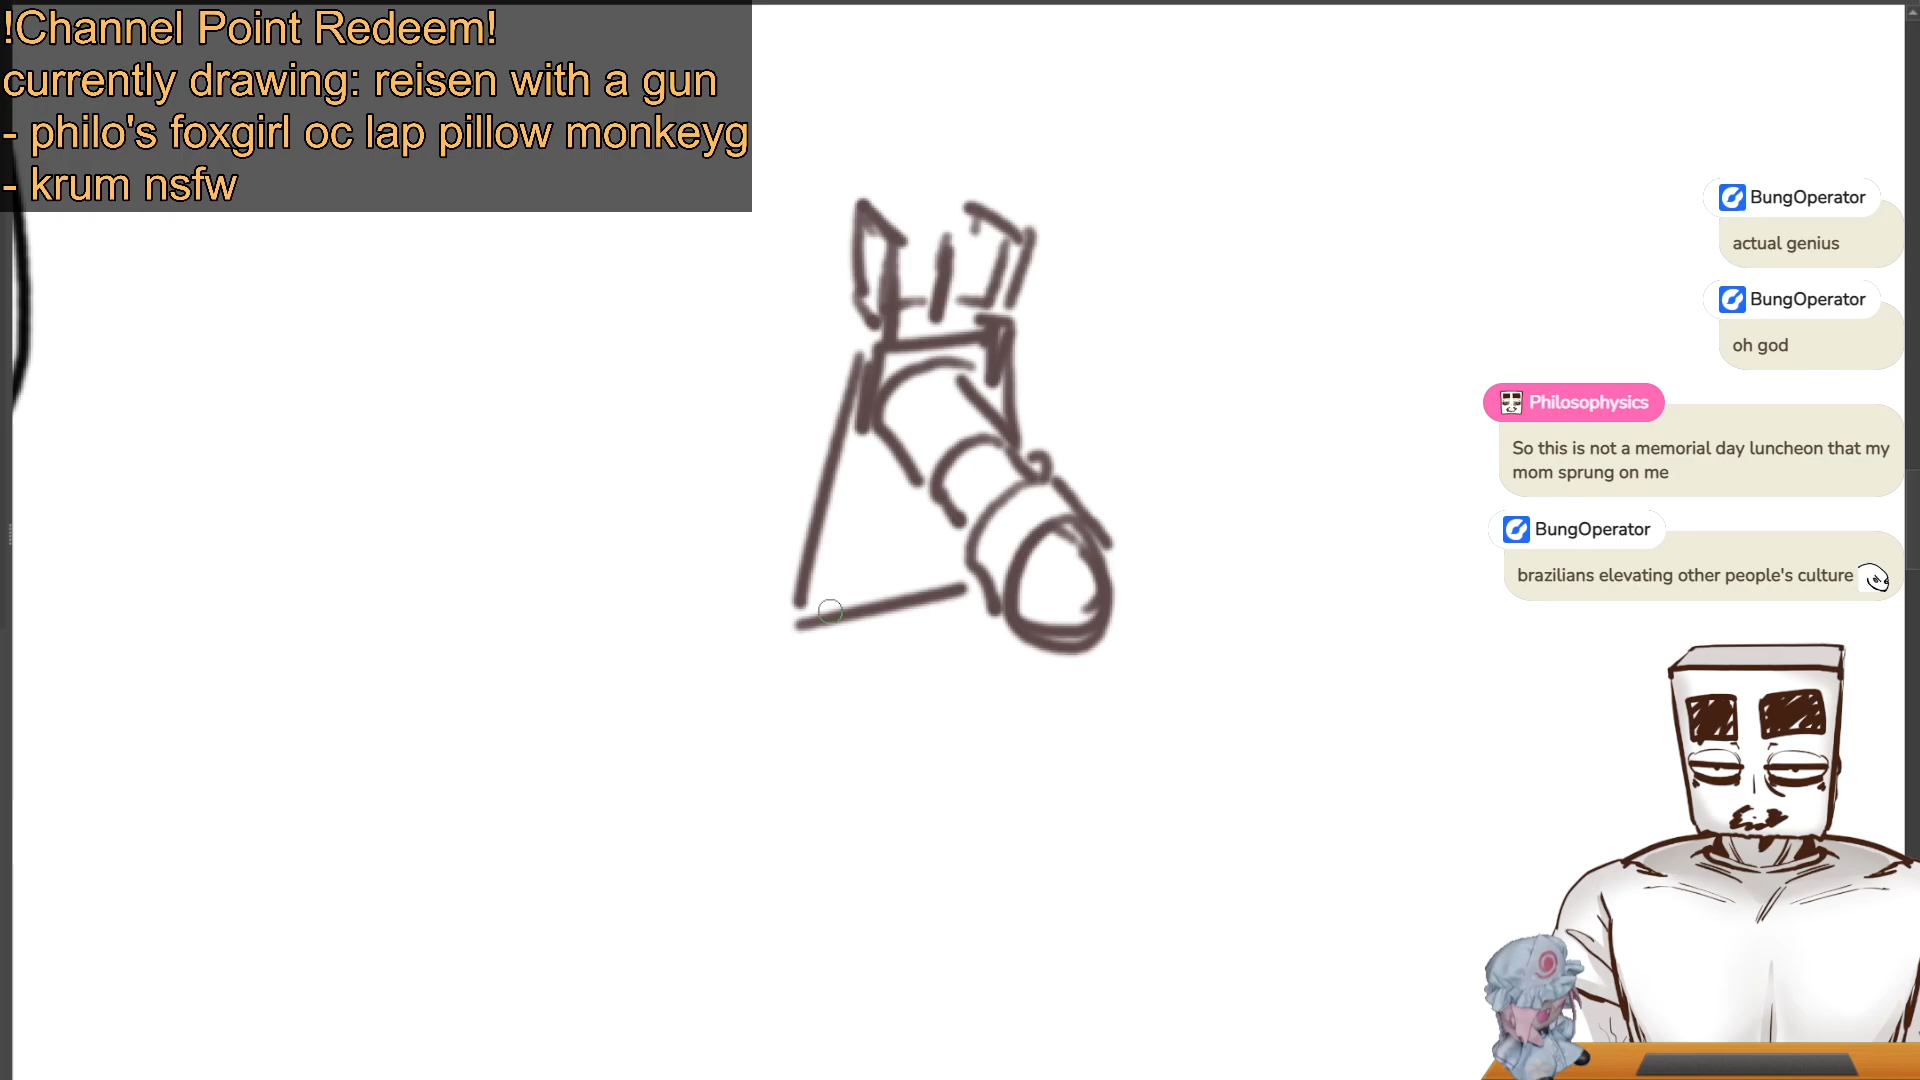 !Channel Point Redeem!
currently drawing: reisen with a gun
- philo's foxgirl oc lap pillow monkeyg
- krum nsfw
BungOperator
actual genius
BungOperator
oh god
Philosophysics
So this is not a memorial day luncheon that my
mom sprung on me
BungOperator
brazilians elevating other people's culture